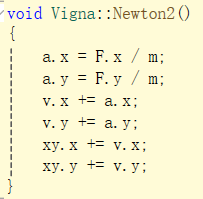 void Vigna::Newton2()
{
a.x = F.x / m;
a.y = F.y / m;
v.x += a.x;
v.y += a.y;
xy.x += v.x;
xy.y += v.y;
}